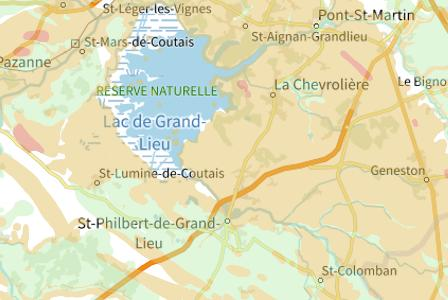 St-Léger-les-Vignes
Pont-St-Martin
St-Mars-de-Coutais
St-Aignan-Grandlieu
Pazanne
La Chevrolière
Le Bigno
RÉSERVE NATURELLE
Lac de Grand-
Lieu
St-Lumine-de-Coutais
Geneston
St-Philbert-de-Grand-
Lieu
St-Colomban